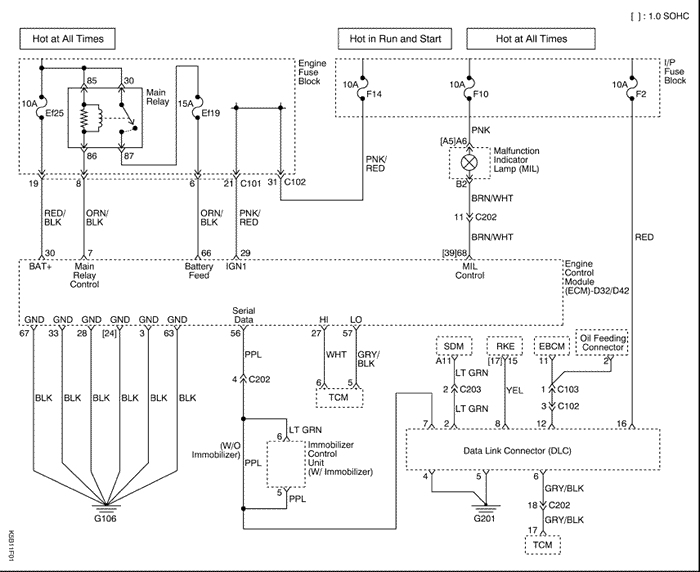 [ ] : 1.0 SOHC
Hot at All Times
Hot in Run and Start
Hot at All Times
Engine
Fuse
Block
I/P
Fuse
Block
85
30
Main
Relay
10A
Ef25
15A
Ef19
10A
F14
10A
F10
10A
F2
86
87
PNK
[A5]A6
Malfunction
Indicator
Lamp (MIL)
B2
PNK/
RED
19
8
6
21
C101
31
C102
BRN/WHT
11
C202
RED/
BLK
ORN/
BLK
ORN/
BLK
PNK/
RED
BRN/WHT
RED
30
7
66
29
[39]68
BAT+
Main
Relay
Control
Battery
Feed
IGN1
MIL
Control
Engine
Control
Module
(ECM)-D32/D42
GND
GND
GND
GND
GND
GND
Serial
Data
HI
LO
67
33
28
[24]
3
63
56
27
57
SDM
RKE
EBCM
Oil Feeding
Connector
PPL
WHT
GRY/
BLK
A11
[17]
15
11
2
LT GRN
4
C202
6
5
TCM
2
C203
YEL
1
C103
BLK
BLK
BLK
BLK
BLK
BLK
LT GRN
3
C102
7
2
8
12
16
LT GRN
6
(W/O
Immobilizer)
PPL
Immobilizer
Control
Unit
(W/ Immobilizer)
Data Link Connector (DLC)
5
PPL
4
5
6
GRY/BLK
18
C202
GRY/BLK
17
TCM
G106
G201
KSB11F01